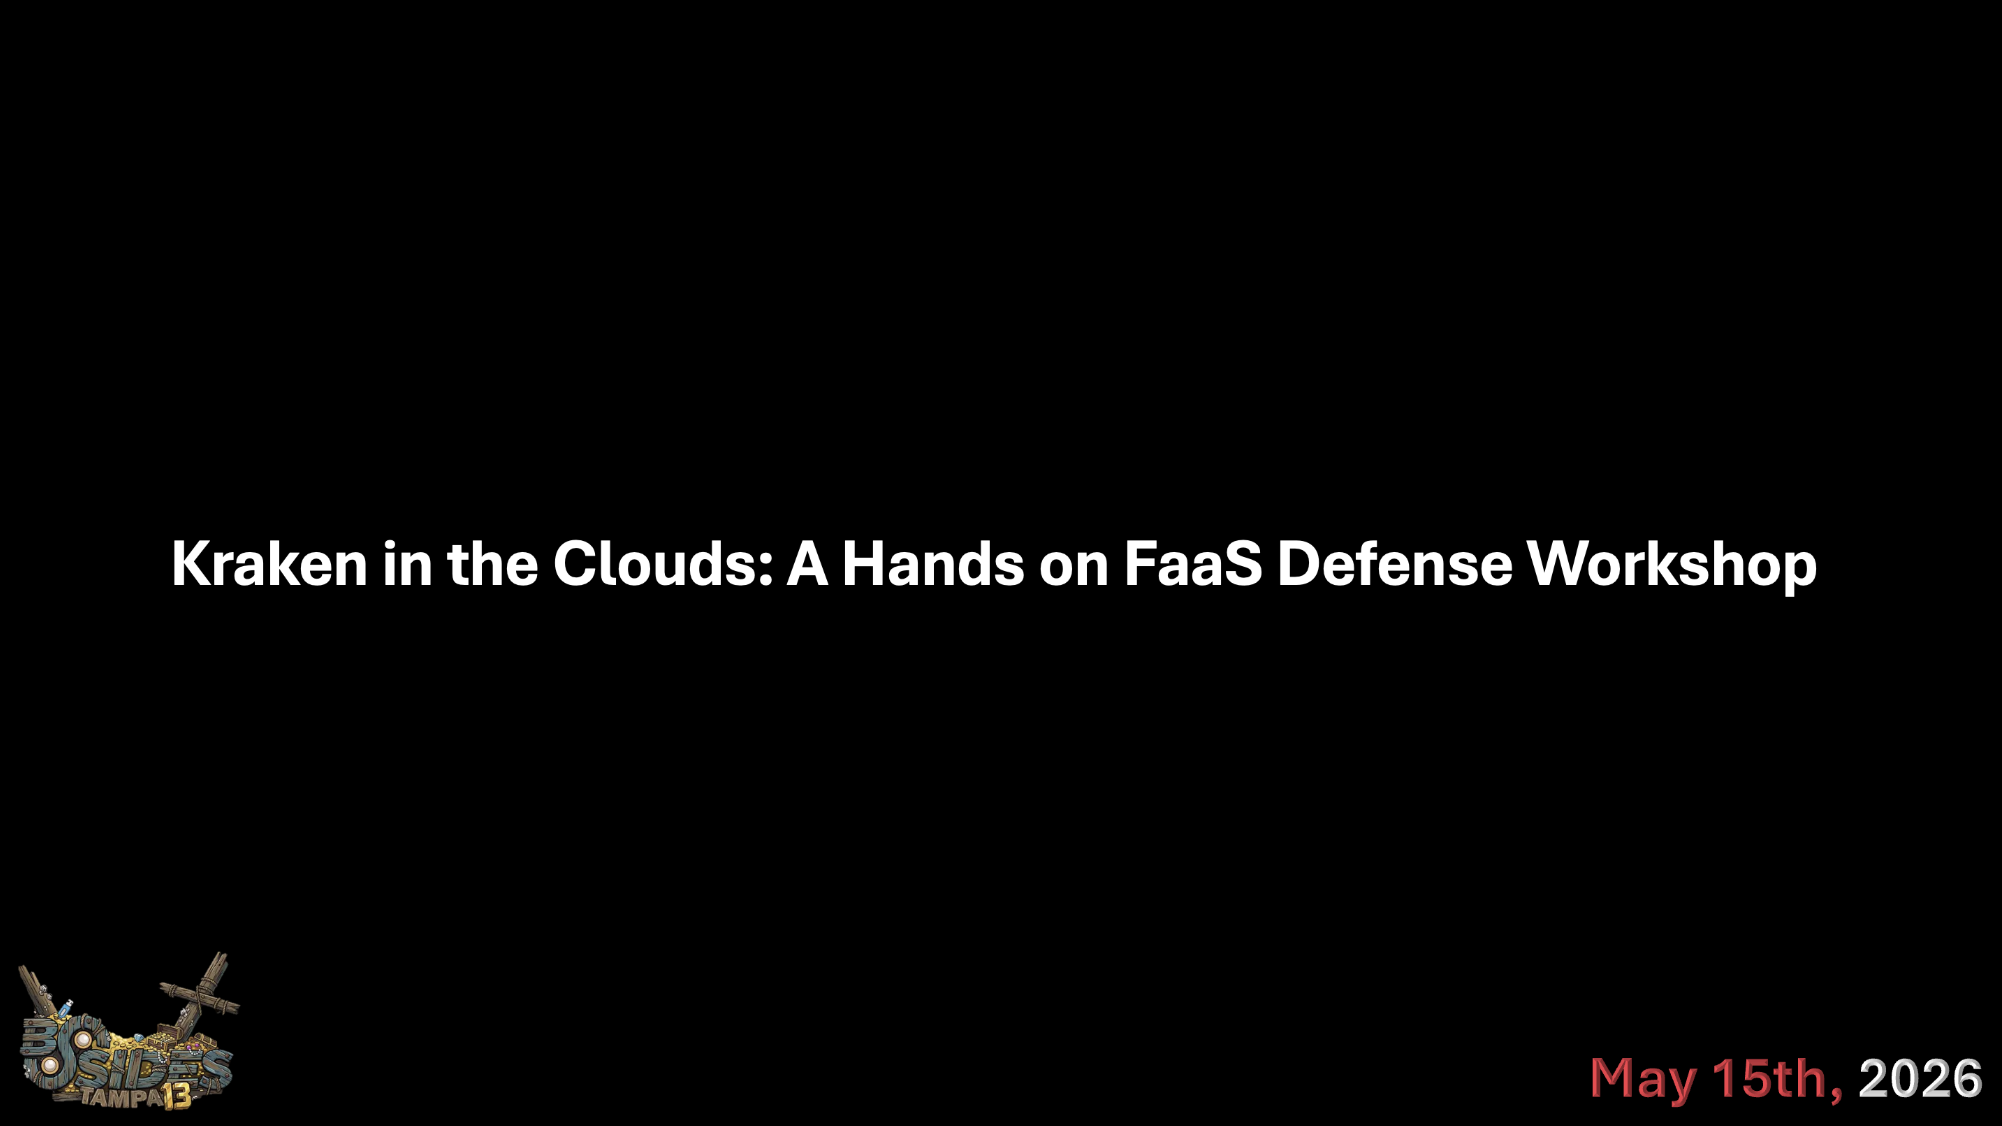 Kraken in the Clouds: A Hands on FaaS Defense Workshop
BSIDES
TAMPA 13
May 15th, 2026